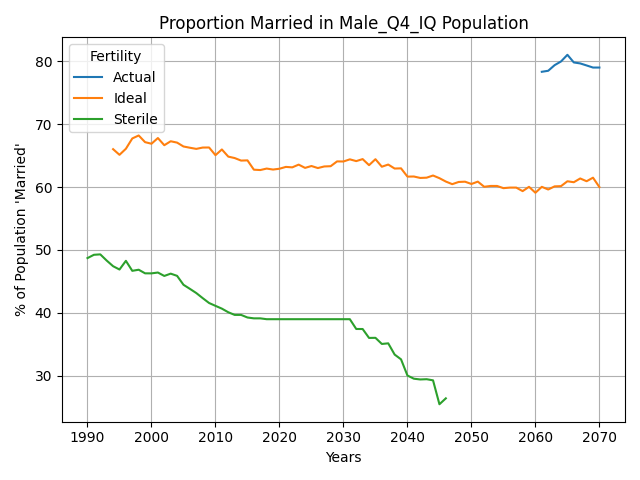 Proportion Married in Male_Q4_IQ Population
Fertility
Actual
Ideal
Sterile
% of Population 'Married'
80
70
60
50
40
30
1990 2000 2010 2020 2030 2040 2050 2060 2070
Years